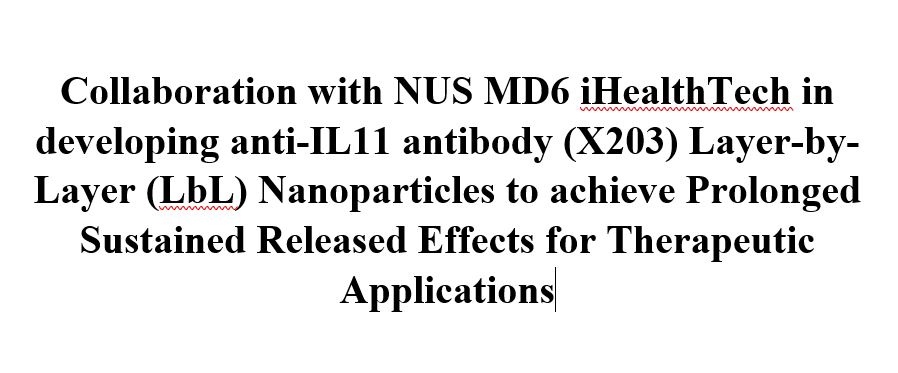 Collaboration with NUS MD6 iHealthTech in
developing anti-IL11 antibody (X203) Layer-by-
Layer (LbL) Nanoparticles to achieve Prolonged
Sustained Released Effects for Therapeutic
Applications